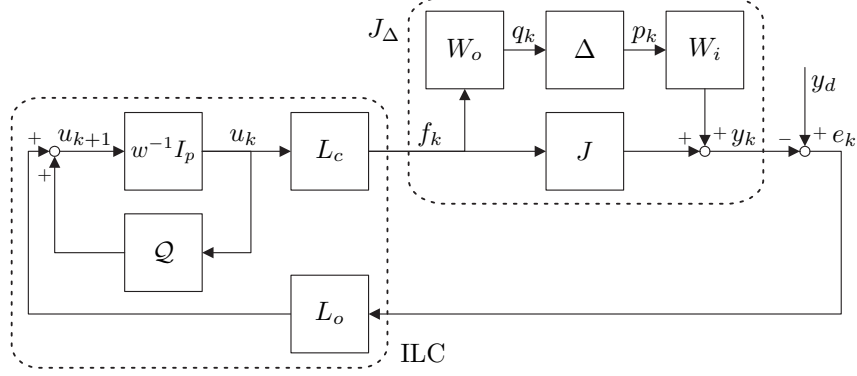 J_Δ
W_o q_k Δ p_k W_i
y_d
+ u_{k+1} w^{-1}I_p u_k L_c f_k J + + y_k - + e_k
+
𝒬
L_o
ILC